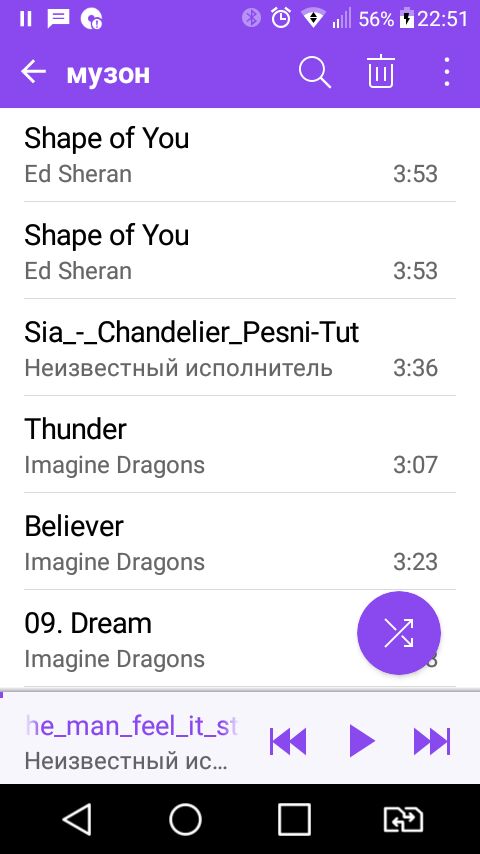 56% 22:51
музон
Shape of You
Ed Sheran 3:53
Shape of You
Ed Sheran 3:53
Sia_-_Chandelier_Pesni-Tut
Неизвестный исполнитель 3:36
Thunder
Imagine Dragons 3:07
Believer
Imagine Dragons 3:23
09. Dream
Imagine Dragons
he_man_feel_it_st
Неизвестный ис...